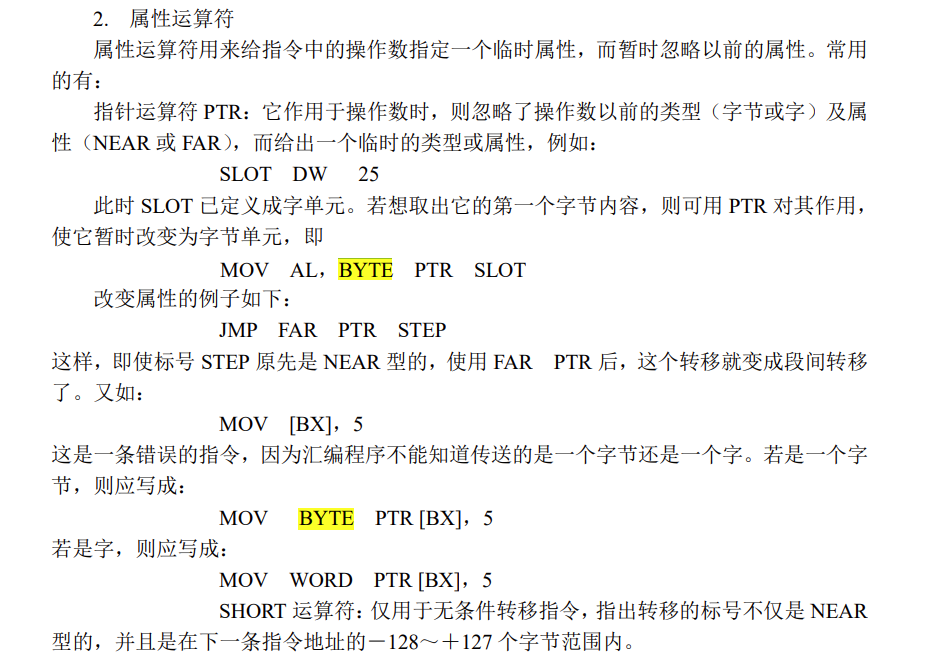 2. 属性运算符
属性运算符用来给指令中的操作数指定一个临时属性，而暂时忽略以前的属性。常用
的有：
指针运算符 PTR：它作用于操作数时，则忽略了操作数以前的类型（字节或字）及属
性（NEAR 或 FAR），而给出一个临时的类型或属性，例如：
SLOT DW 25
此时 SLOT 已定义成字单元。若想取出它的第一个字节内容，则可用 PTR 对其作用，
使它暂时改变为字节单元，即
MOV AL，BYTE PTR SLOT
改变属性的例子如下：
JMP FAR PTR STEP
这样，即使标号 STEP 原先是 NEAR 型的，使用 FAR PTR 后，这个转移就变成段间转移
了。又如：
MOV [BX]，5
这是一条错误的指令，因为汇编程序不能知道传送的是一个字节还是一个字。若是一个字
节，则应写成：
MOV BYTE PTR [BX]，5
若是字，则应写成：
MOV WORD PTR [BX]，5
SHORT 运算符：仅用于无条件转移指令，指出转移的标号不仅是 NEAR
型的，并且是在下一条指令地址的－128～＋127 个字节范围内。